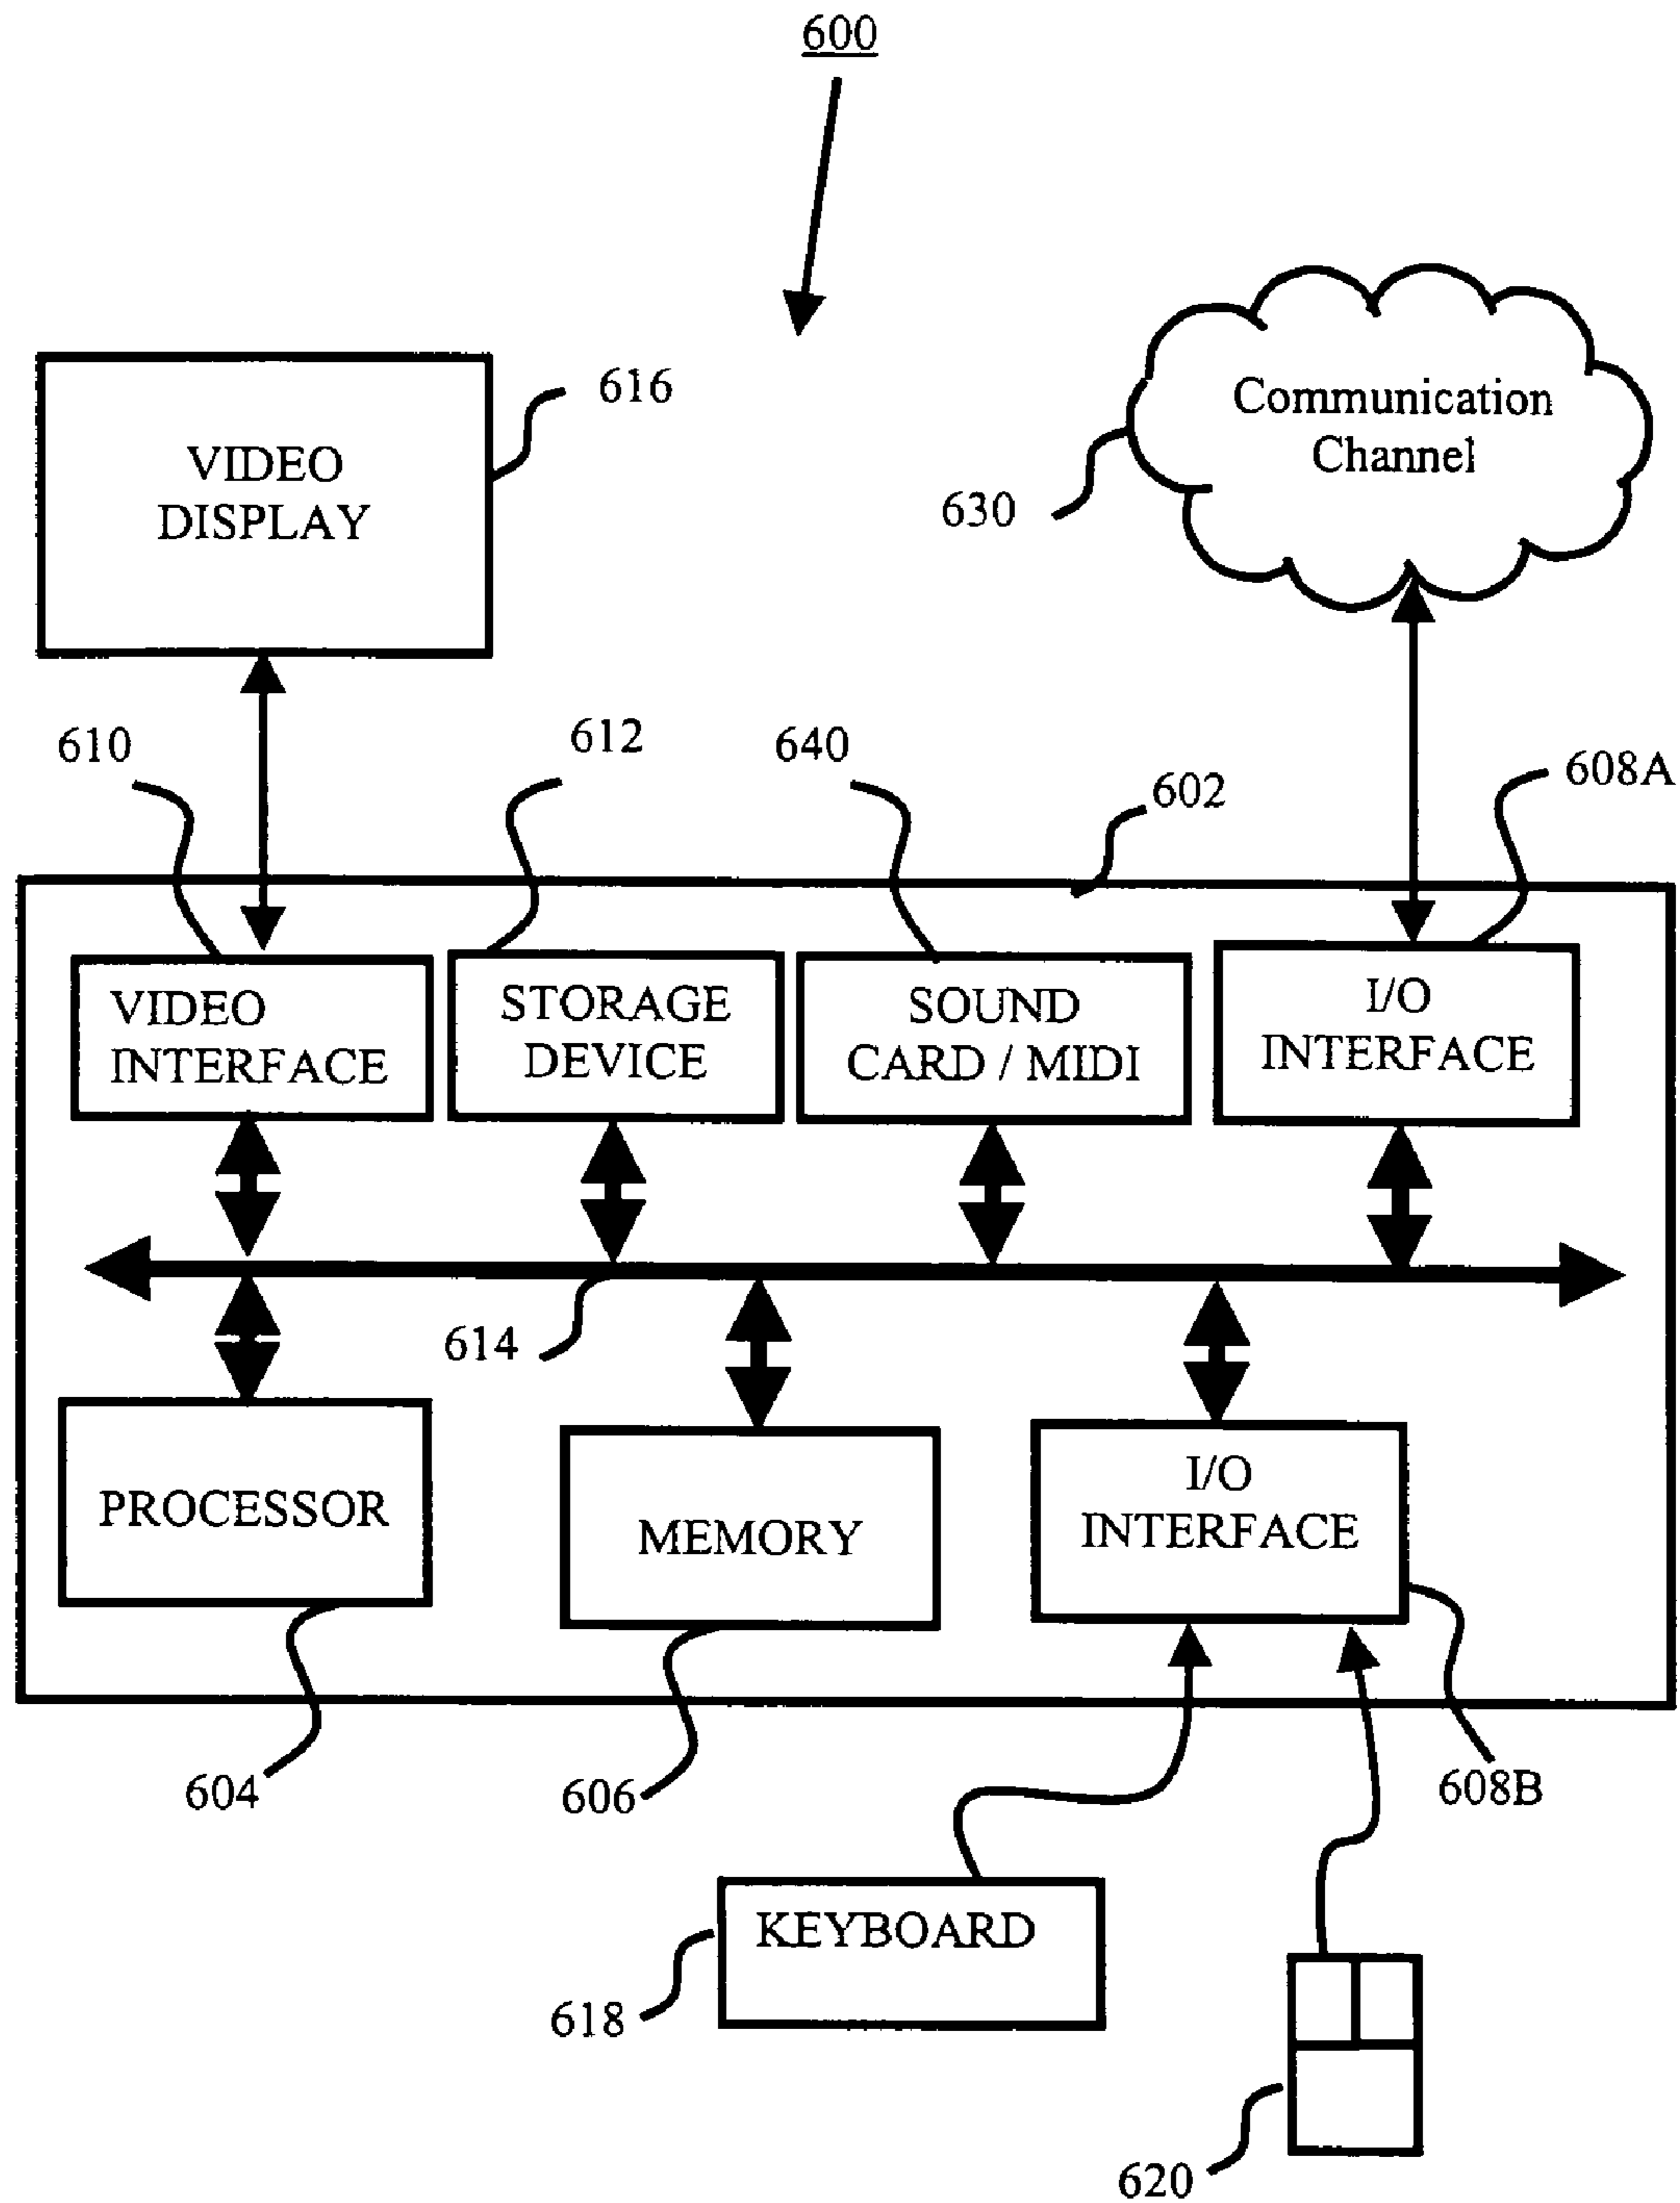 600
VIDEO
DISPLAY
616
Communication
Channel
630
610
612
640
602
608A
VIDEO
INTERFACE
STORAGE
DEVICE
SOUND
CARD / MIDI
I/O
INTERFACE
614
PROCESSOR
MEMORY
I/O
INTERFACE
604
606
608B
KEYBOARD
618
620